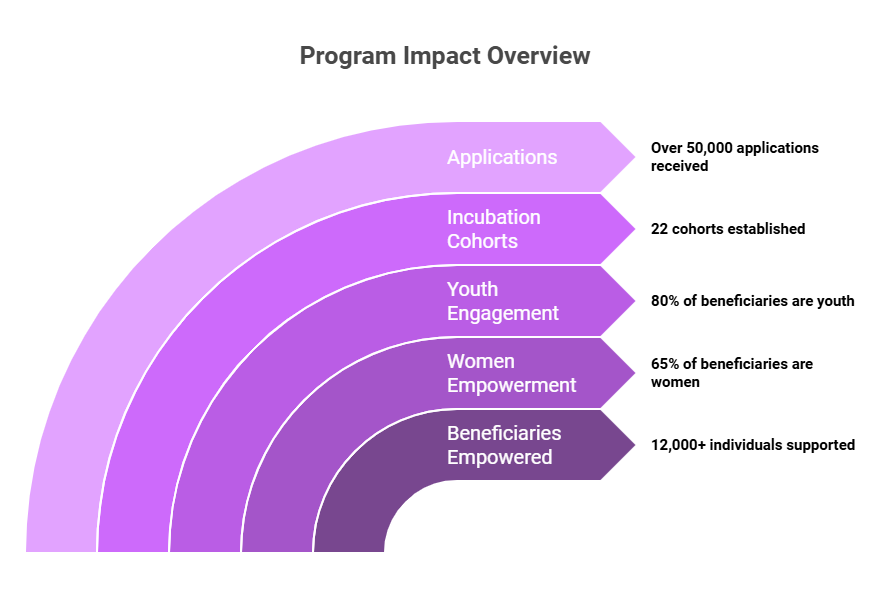 Program Impact Overview
Applications
Over 50,000 applications
received
Incubation
Cohorts
22 cohorts established
Youth
Engagement
80% of beneficiaries are youth
Women
Empowerment
65% of beneficiaries are
women
Beneficiaries
Empowered
12,000+ individuals supported